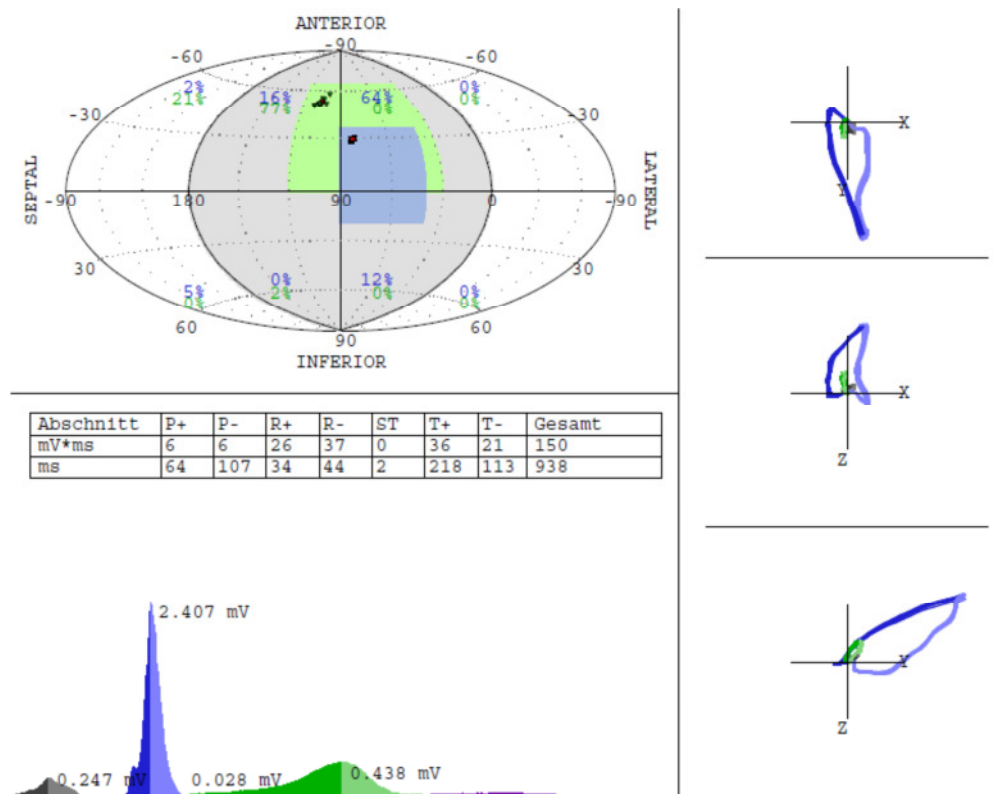 ANTERIOR
-90
-60 -60
2% 16% 64% 0%
21% 77% 0% 0%
-30 -30
SEPTAL
LATERAL
-90 180 90 0 -90
30 30
5% 0% 12% 0%
0% 2% 0% 0%
60 60
90
INFERIOR
Abschnitt P+ P- R+ R- ST T+ T- Gesamt
mV*ms 6 6 26 37 0 36 21 150
ms 64 107 34 44 2 218 113 938
2.407 mV
0.247 mV 0.028 mV 0.438 mV
X
Y
X
Z
Y
Z